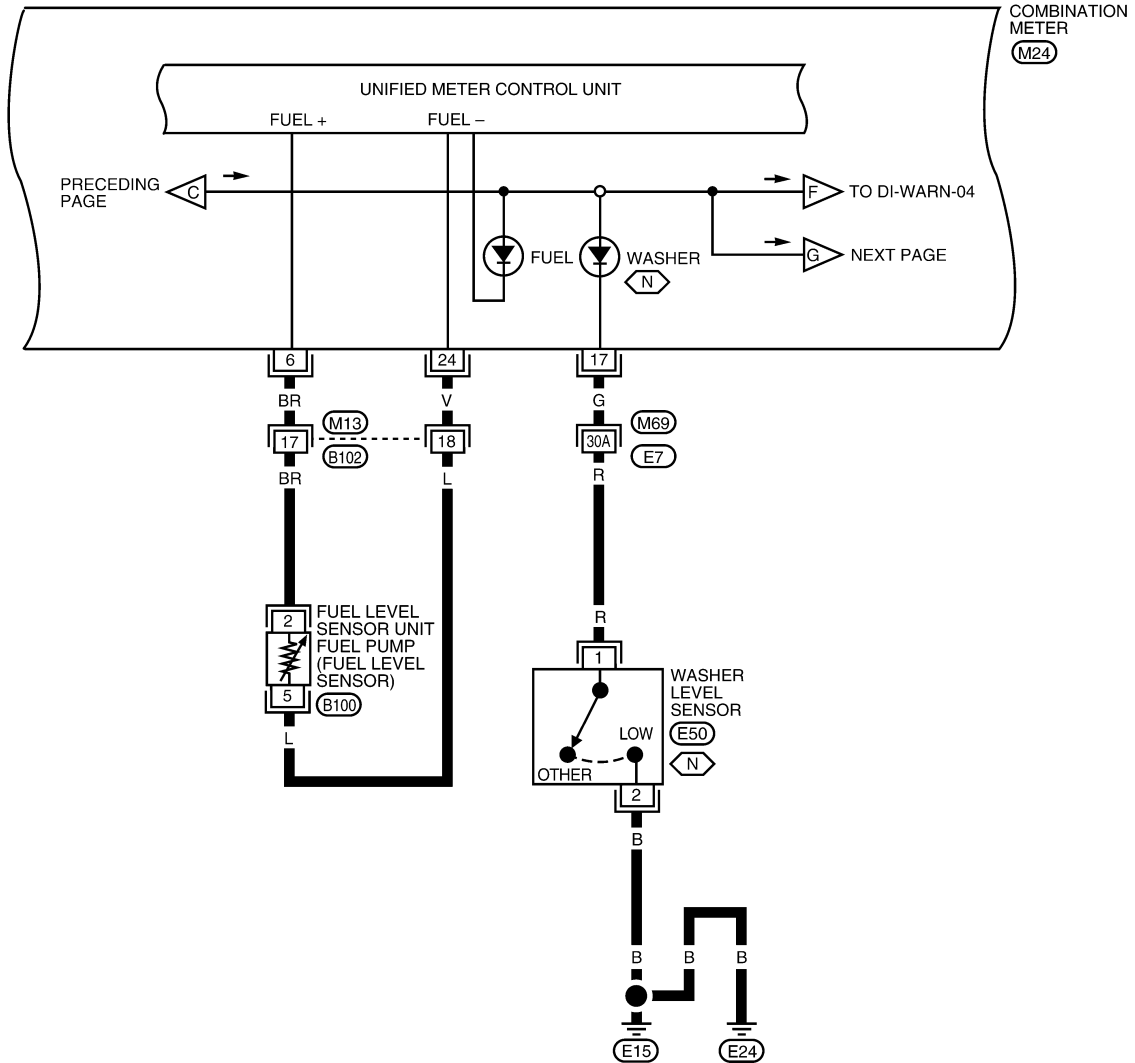 COMBINATION
METER
M24
UNIFIED METER CONTROL UNIT
FUEL +
FUEL –
PRECEDING
PAGE
C
F
TO DI-WARN-04
FUEL
WASHER
N
G
NEXT PAGE
6
24
17
BR
V
G
17
M13
B102
18
30A
M69
E7
BR
L
R
2
FUEL LEVEL
SENSOR UNIT
FUEL PUMP
(FUEL LEVEL
SENSOR)
5
B100
L
R
1
WASHER
LEVEL
SENSOR
E50
N
LOW
OTHER
2
B
B
B
B
E15
E24